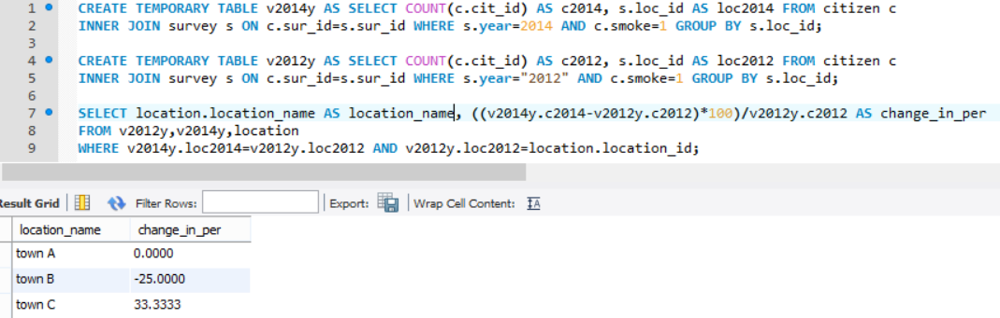 1 CREATE TEMPORARY TABLE v2014y AS SELECT COUNT(c.cit_id) AS c2014, s.loc_id AS loc2014 FROM citizen c
2 INNER JOIN survey s ON c.sur_id=s.sur_id WHERE s.year=2014 AND c.smoke=1 GROUP BY s.loc_id;
3
4 CREATE TEMPORARY TABLE v2012y AS SELECT COUNT(c.cit_id) AS c2012, s.loc_id AS loc2012 FROM citizen c
5 INNER JOIN survey s ON c.sur_id=s.sur_id WHERE s.year="2012" AND c.smoke=1 GROUP BY s.loc_id;
6
7 SELECT location.location_name AS location_name, ((v2014y.c2014-v2012y.c2012)*100)/v2012y.c2012 AS change_in_per
8 FROM v2012y,v2014y,location
9 WHERE v2014y.loc2014=v2012y.loc2012 AND v2012y.loc2012=location.location_id;
Result Grid Filter Rows: Export: Wrap Cell Content: IA
location_name change_in_per
town A 0.0000
town B -25.0000
town C 33.3333